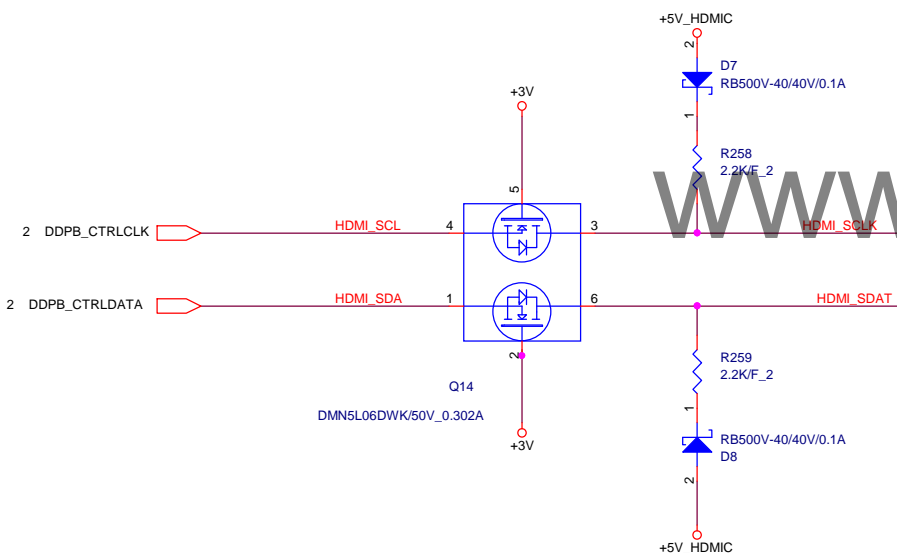 +5V_HDMIC
2
D7
RB500V-40/40V/0.1A
+3V
1
R258
2.2K/F_2
www
5
2 DDPB_CTRLCLK
HDMI_SCL
4
3
HDMI_SCLK
2 DDPB_CTRLDATA
HDMI_SDA
1
6
HDMI_SDAT
2
R259
2.2K/F_2
Q14
1
DMN5L06DWK/50V_0.302A
+3V
RB500V-40/40V/0.1A
D8
2
+5V_HDMIC